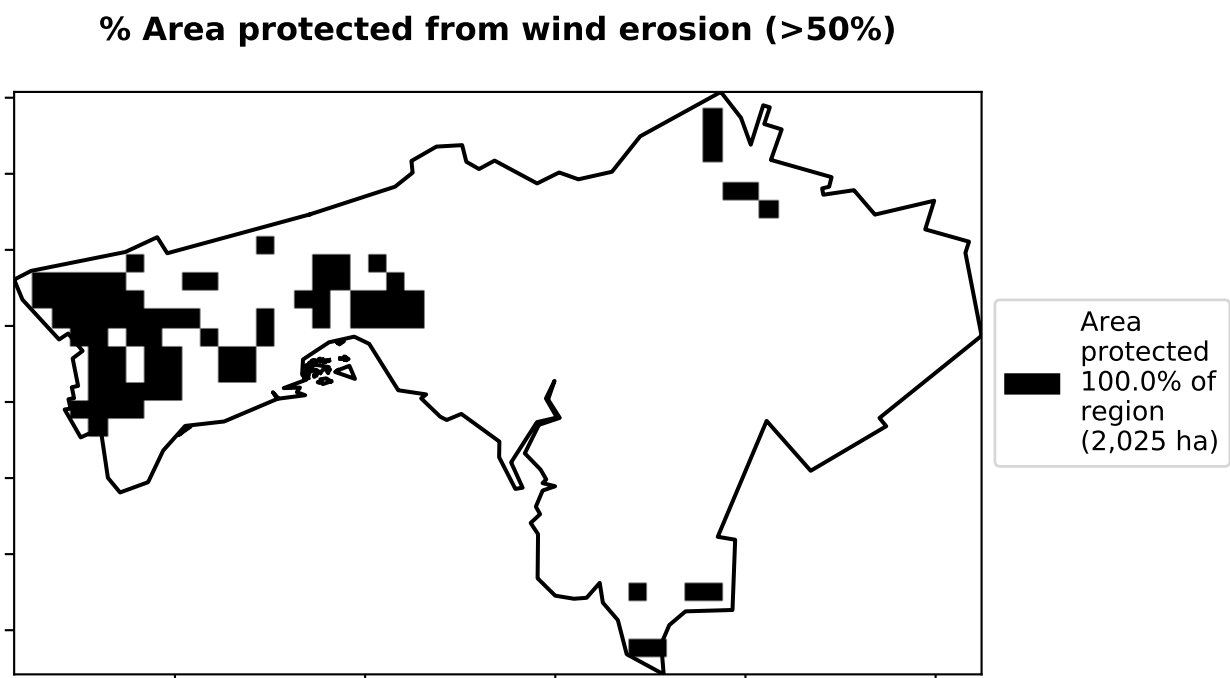 % Area protected from wind erosion (>50%)
Area
protected
100.0% of
region
(2,025 ha)